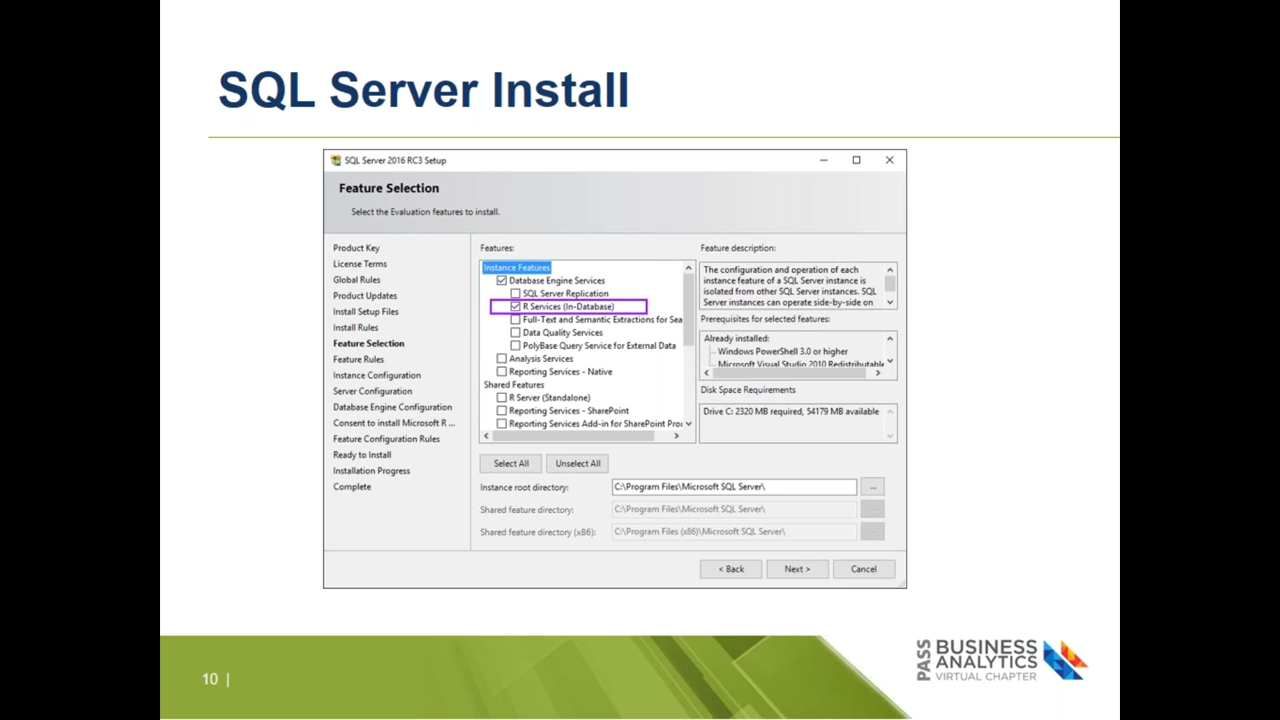 SQL Server Install
SQL Server 2016 RC3 Setup
Feature Selection
Select the Evaluation features to install.
Product Key
License Terms
Global Rules
Product Updates
Install Setup Files
Install Rules
Feature Selection
Feature Rules
Instance Configuration
Server Configuration
Database Engine Configuration
Consent to install Microsoft R ...
Feature Configuration Rules
Ready to Install
Installation Progress
Complete
Features:
Instance Features
Database Engine Services
SQL Server Replication
R Services (In-Database)
Full-Text and Semantic Extractions for Sea
Data Quality Services
PolyBase Query Service for External Data
Analysis Services
Reporting Services - Native
Shared Features
R Server (Standalone)
Reporting Services - SharePoint
Reporting Services Add-in for SharePoint Proc
Feature description:
The configuration and operation of each
instance feature of a SQL Server instance is
isolated from other SQL Server instances. SQL
Server instances can operate side-by-side on
Prerequisites for selected features:
Already installed:
Windows PowerShell 3.0 or higher
Microsoft Visual Studio 2010 Redistributable
Disk Space Requirements
Drive C: 2320 MB required, 54179 MB available
Select All
Unselect All
Instance root directory:
C:\Program Files\Microsoft SQL Server\
...
Shared feature directory:
C:\Program Files\Microsoft SQL Server\
...
Shared feature directory (x86):
C:\Program Files (x86)\Microsoft SQL Server\
...
< Back
Next >
Cancel
10 |
PASS
BUSINESS
ANALYTICS
VIRTUAL CHAPTER